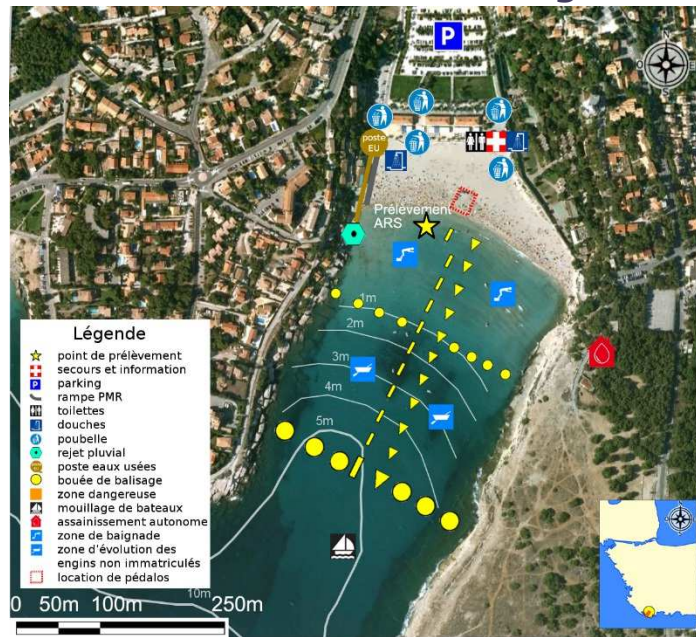 P
N
O
E
S
poste
EU
Prélèvement
ARS
1m
2m
3m
4m
5m
10m
Légende
point de prélèvement
secours et information
P parking
rampe PMR
toilettes
douches
poubelle
rejet pluvial
poste eaux usées
bouée de balisage
zone dangereuse
mouillage de bateaux
assainissement autonome
zone de baignade
zone d'évolution des
engins non immatriculés
location de pédalos
0 50m 100m 250m